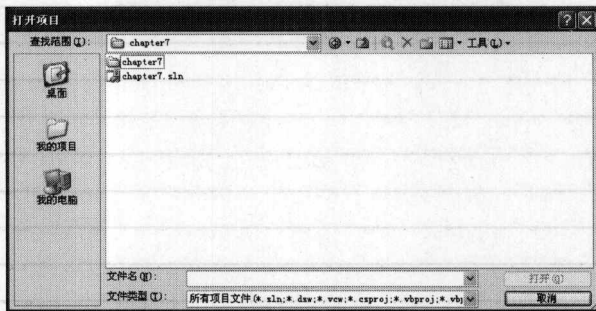 打开项目
查找范围(I): chapter7 工具(L)
chapter7
chapter7.sln
桌面
我的项目
我的电脑
文件名(N): 打开(O)
文件类型(T): 所有项目文件(*.sln;*.dsw;*.vcw;*.csproj;*.vbproj;*.vbj 取消